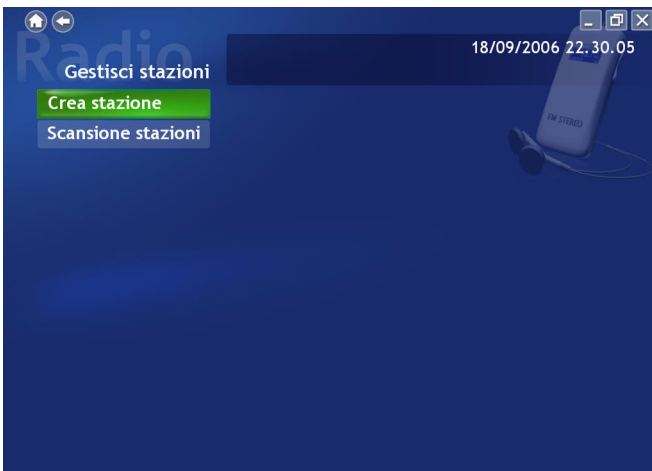 Radio
18/09/2006 22.30.05
Gestisci stazioni
Crea stazione
Scansione stazioni
FM STEREO